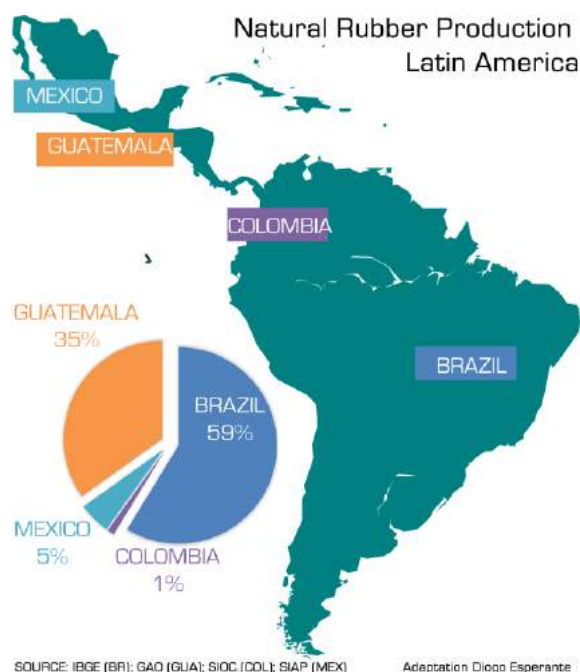 Natural Rubber Production
Latin America
MEXICO
GUATEMALA
COLOMBIA
BRAZIL
GUATEMALA
35%
BRAZIL
59%
MEXICO
5%
COLOMBIA
1%
SOURCE: IBGE (BR); GAO (GUA); SIOC (COL); SIAP (MEX)
Adaptation Diogo Esperante